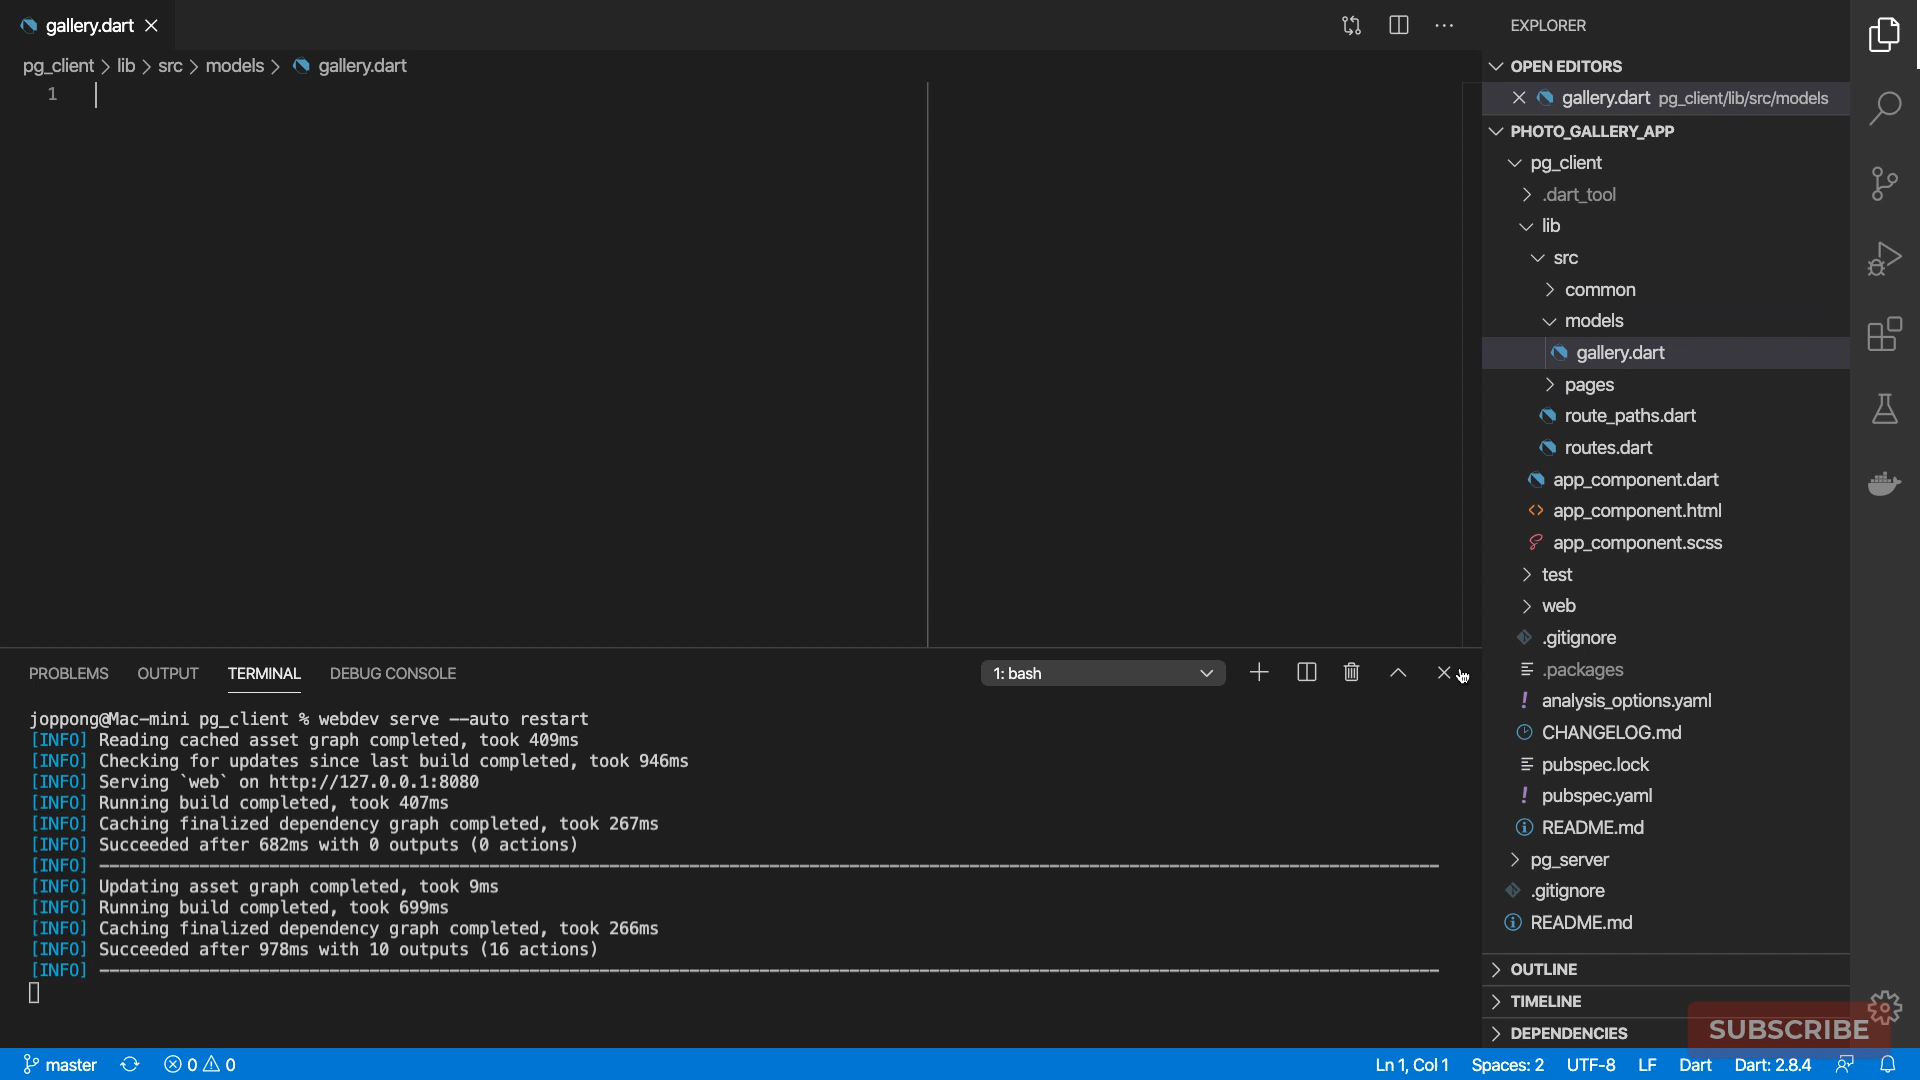 gallery.dart
pg_client > lib > src > models > gallery.dart
1
PROBLEMS OUTPUT TERMINAL DEBUG CONSOLE
1: bash
joppong@Mac-mini pg_client % webdev serve --auto restart
[INFO] Reading cached asset graph completed, took 409ms
[INFO] Checking for updates since last build completed, took 946ms
[INFO] Serving `web` on http://127.0.0.1:8080
[INFO] Running build completed, took 407ms
[INFO] Caching finalized dependency graph completed, took 267ms
[INFO] Succeeded after 682ms with 0 outputs (0 actions)
[INFO] --------------------------------------------------------------------------------------------------------------------------------------
[INFO] Updating asset graph completed, took 9ms
[INFO] Running build completed, took 699ms
[INFO] Caching finalized dependency graph completed, took 266ms
[INFO] Succeeded after 978ms with 10 outputs (16 actions)
[INFO] --------------------------------------------------------------------------------------------------------------------------------------
EXPLORER
OPEN EDITORS
gallery.dart pg_client/lib/src/models
PHOTO_GALLERY_APP
pg_client
.dart_tool
lib
src
common
models
gallery.dart
pages
route_paths.dart
routes.dart
app_component.dart
app_component.html
app_component.scss
test
web
.gitignore
.packages
analysis_options.yaml
CHANGELOG.md
pubspec.lock
pubspec.yaml
README.md
pg_server
.gitignore
README.md
OUTLINE
TIMELINE
DEPENDENCIES
SUBSCRIBE
master 0 0 Ln 1, Col 1 Spaces: 2 UTF-8 LF Dart Dart: 2.8.4